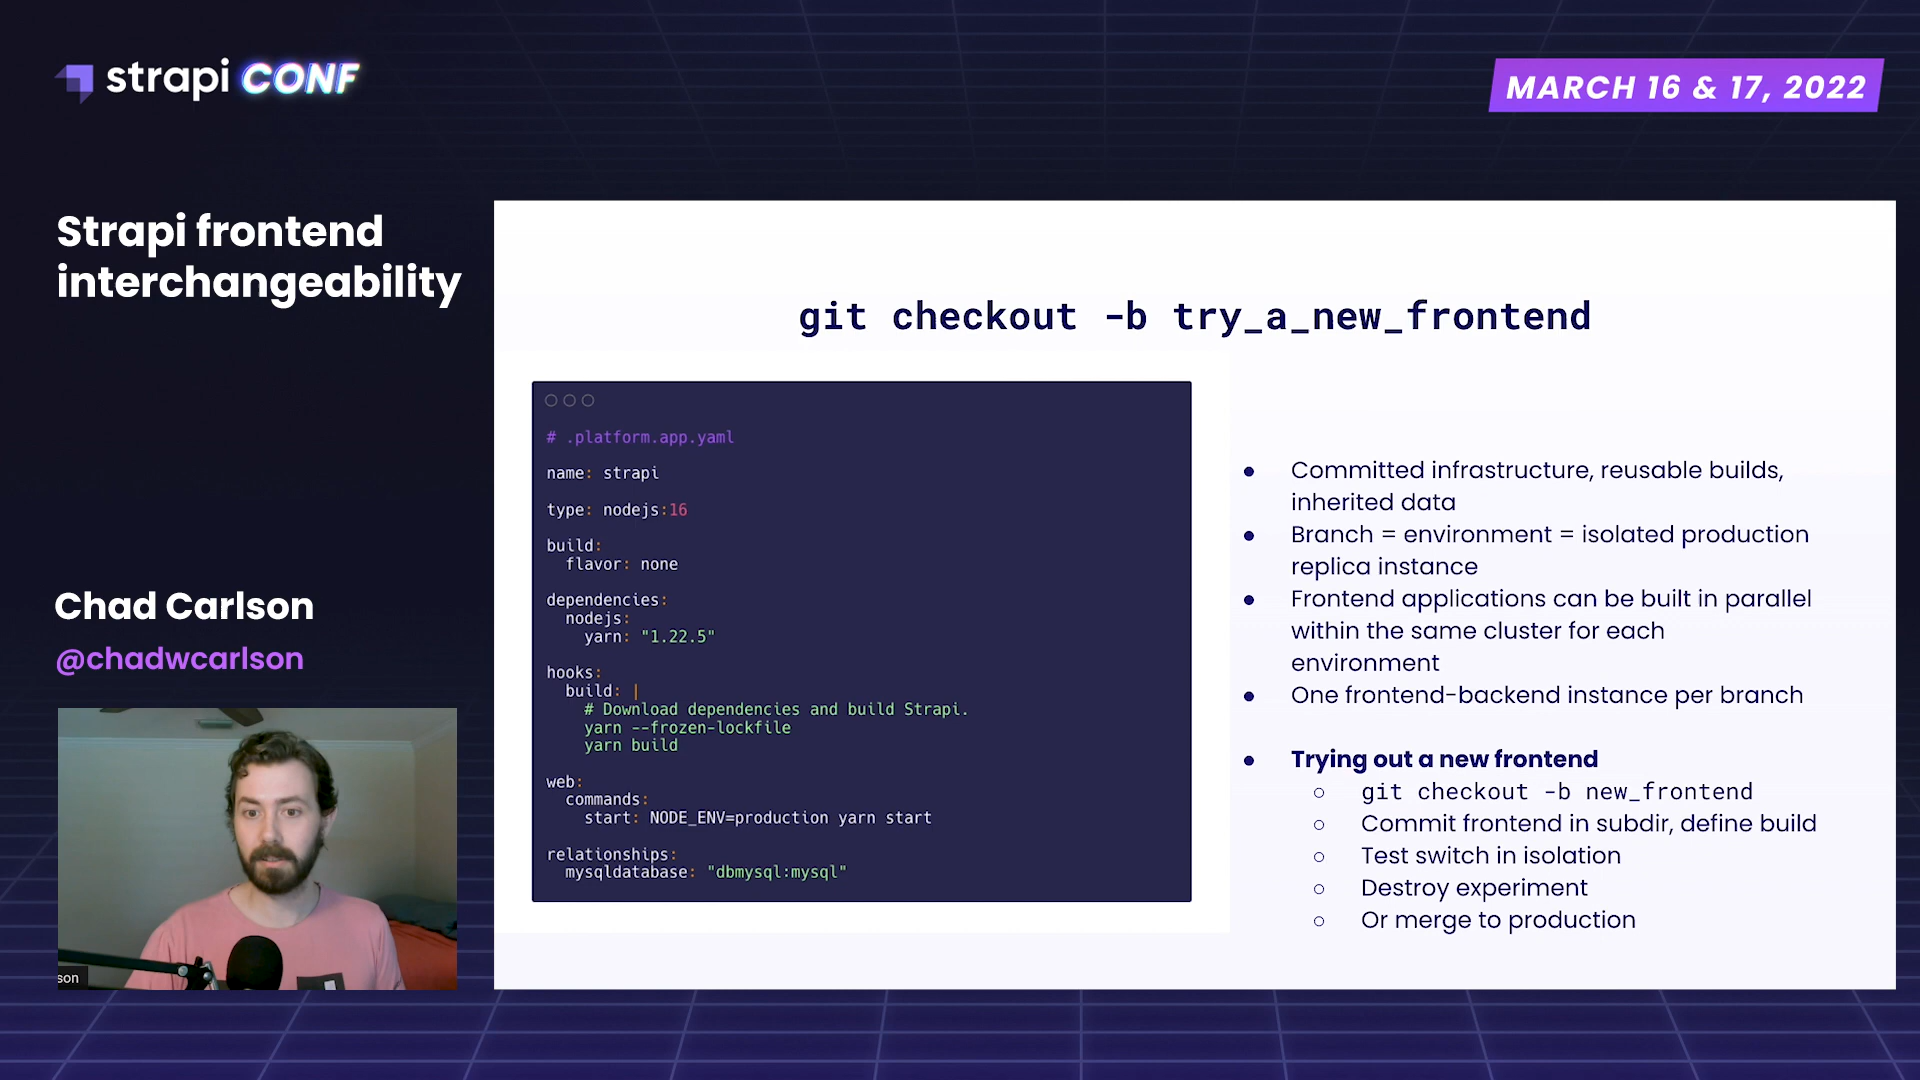 strapi CONF
MARCH 16 & 17, 2022
Strapi frontend
interchangeability
Chad Carlson
@chadwcarlson
son
git checkout -b try_a_new_frontend
# .platform.app.yaml
name: strapi
type: nodejs:16
build:
flavor: none
dependencies:
nodejs:
yarn: "1.22.5"
hooks:
build: |
# Download dependencies and build Strapi.
yarn --frozen-lockfile
yarn build
web:
commands:
start: NODE_ENV=production yarn start
relationships:
mysqldatabase: "dbmysql:mysql"
● Committed infrastructure, reusable builds,
inherited data
● Branch = environment = isolated production
replica instance
● Frontend applications can be built in parallel
within the same cluster for each
environment
● One frontend-backend instance per branch
● Trying out a new frontend
○ git checkout -b new_frontend
○ Commit frontend in subdir, define build
○ Test switch in isolation
○ Destroy experiment
○ Or merge to production